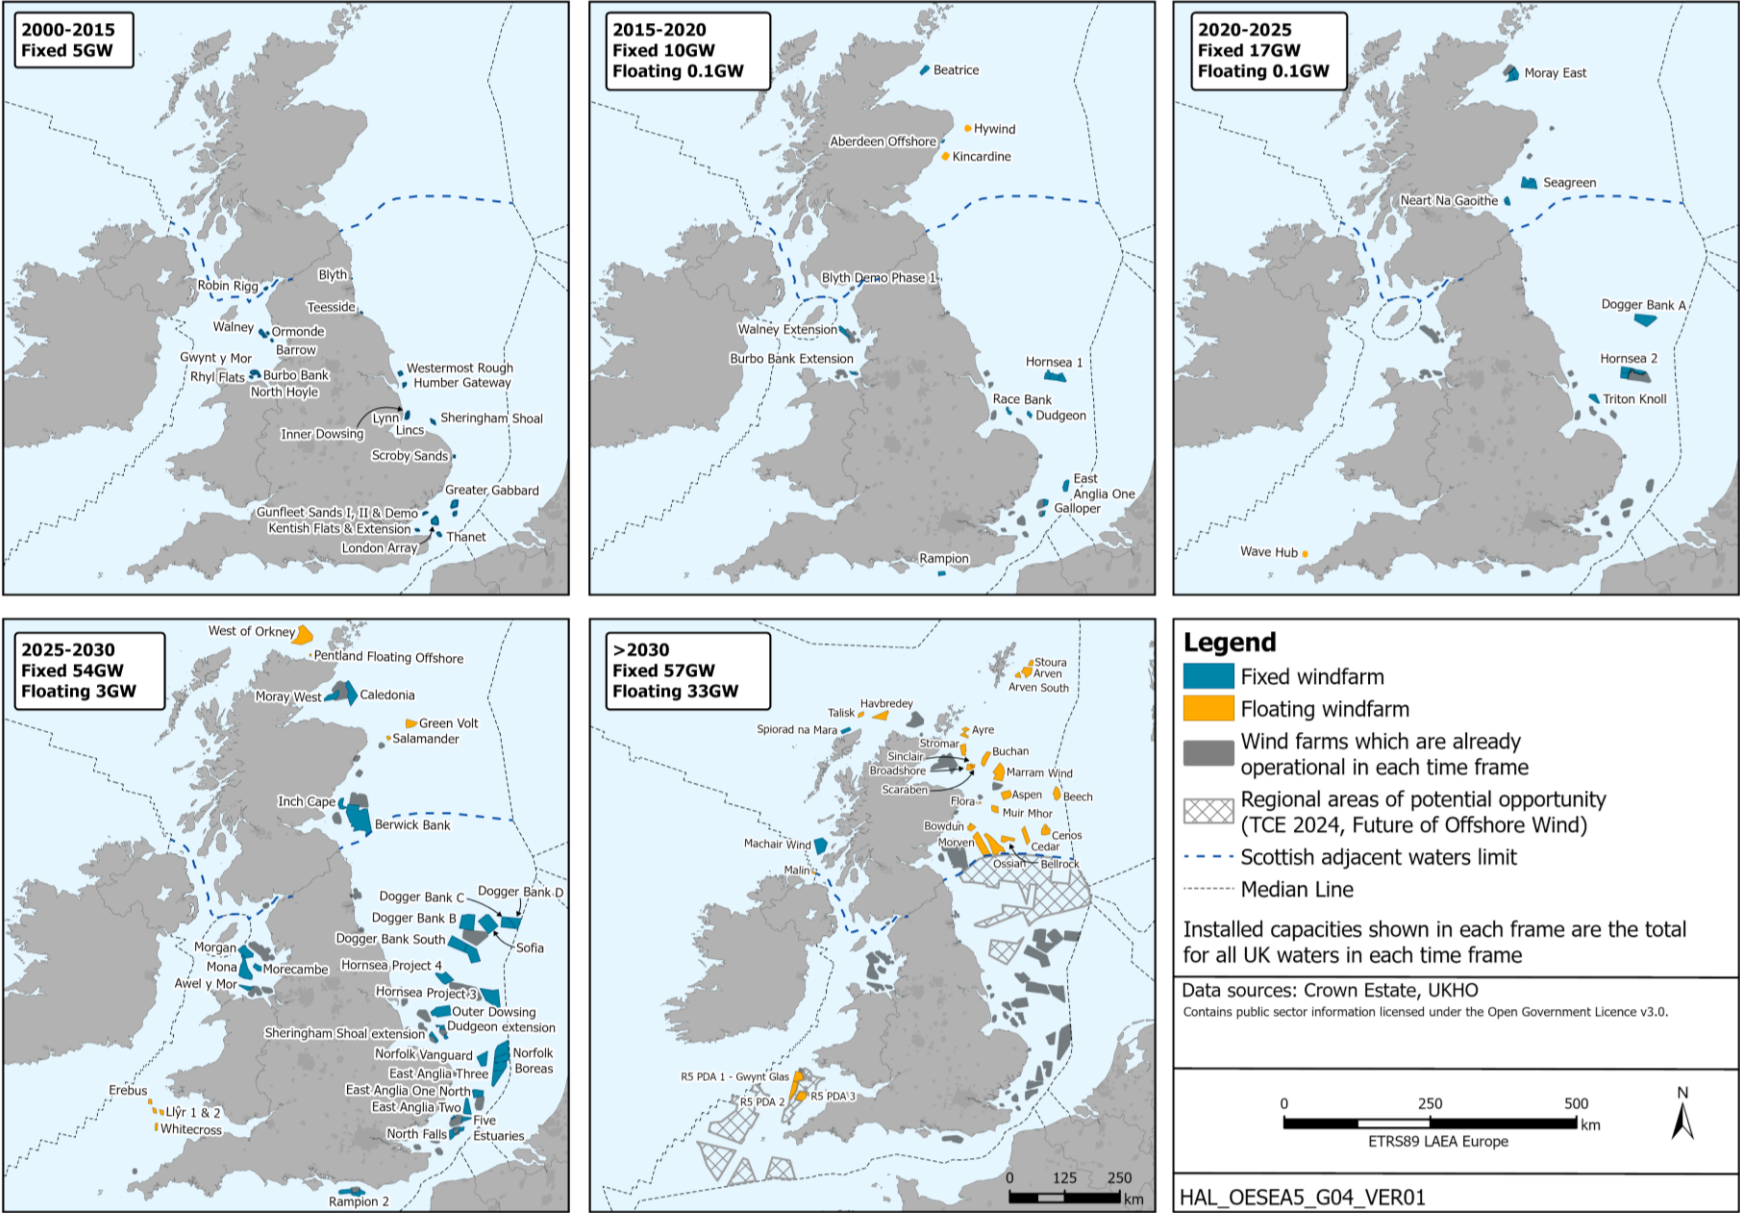 2000-2015
Fixed 5GW
Robin Rigg
Blyth
Teesside
Walney
Ormonde
Barrow
Gwynt y Mor
Rhyl Flats
Burbo Bank
North Hoyle
Westermost Rough
Humber Gateway
Lynn
Sheringham Shoal
Lincs
Inner Dowsing
Scroby Sands
Greater Gabbard
Gunfleet Sands I, II & Demo
Kentish Flats & Extension
Thanet
London Array
2015-2020
Fixed 10GW
Floating 0.1GW
Beatrice
Hywind
Aberdeen Offshore
Kincardine
Blyth Demo Phase 1
Walney Extension
Burbo Bank Extension
Hornsea 1
Race Bank
Dudgeon
East
Anglia One
Galloper
Rampion
2020-2025
Fixed 17GW
Floating 0.1GW
Moray East
Seagreen
Neart Na Gaoithe
Dogger Bank A
Hornsea 2
Triton Knoll
Wave Hub
2025-2030
Fixed 54GW
Floating 3GW
West of Orkney
Pentland Floating Offshore
Moray West
Caledonia
Green Volt
Salamander
Inch Cape
Berwick Bank
Dogger Bank C
Dogger Bank D
Dogger Bank B
Dogger Bank South
Sofia
Morgan
Mona
Morecambe
Awel y Mor
Hornsea Project 4
Hornsea Project 3
Outer Dowsing
Dudgeon extension
Sheringham Shoal extension
Norfolk Vanguard
Norfolk
Boreas
East Anglia Three
East Anglia One North
East Anglia Two
Five
Estuaries
North Falls
Erebus
Llŷr 1 & 2
Whitecross
Rampion 2
>2030
Fixed 57GW
Floating 33GW
Stoura
Arven
Arven South
Havbredey
Talisk
Spiorad na Mara
Ayre
Stromar
Buchan
Sinclair
Broadshore
Marram Wind
Scaraben
Aspen
Beech
Flora
Muir Mhor
Bowdun
Cenos
Morven
Cedar
Ossian
Bellrock
Machair Wind
Malin
R5 PDA 1 - Gwynt Glas
R5 PDA 2
R5 PDA 3
0 125 250
km
Legend
Fixed windfarm
Floating windfarm
Wind farms which are already
operational in each time frame
Regional areas of potential opportunity
(TCE 2024, Future of Offshore Wind)
Scottish adjacent waters limit
Median Line
Installed capacities shown in each frame are the total
for all UK waters in each time frame
Data sources: Crown Estate, UKHO
Contains public sector information licensed under the Open Government Licence v3.0.
0 250 500
km
ETRS89 LAEA Europe
N
HAL_OESEA5_G04_VER01